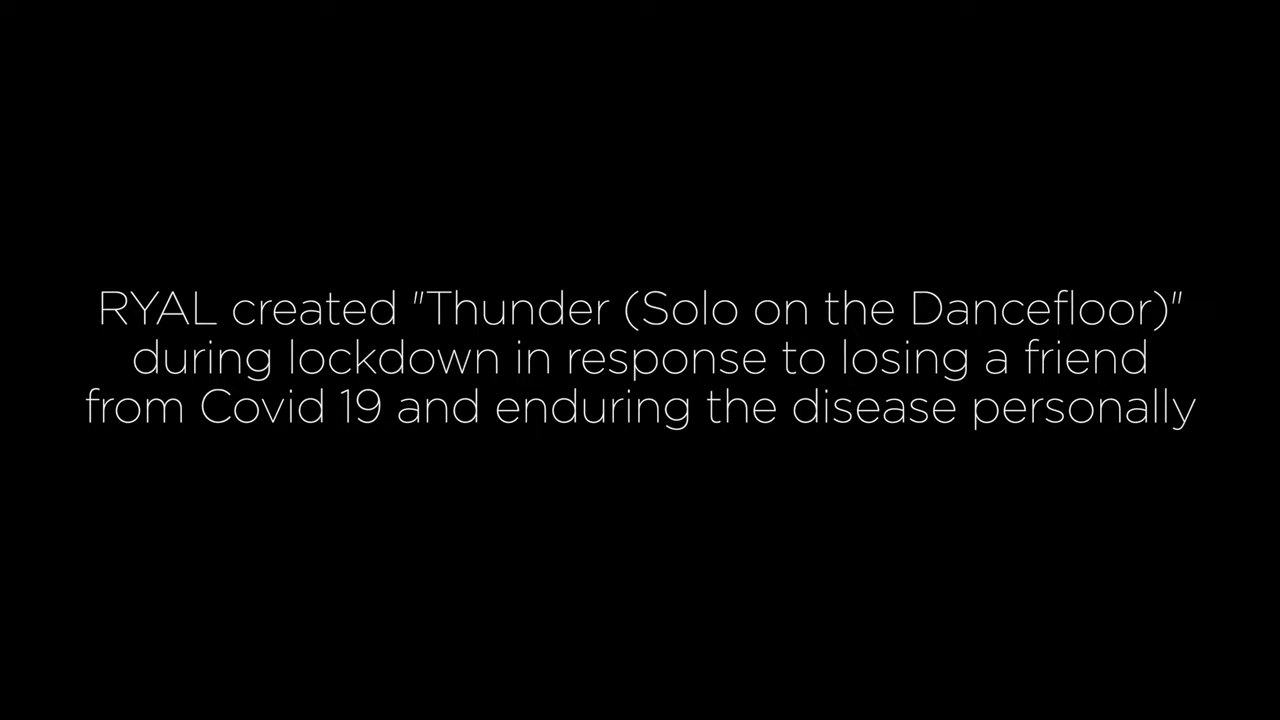 RYAL created "Thunder (Solo on the Dancefloor)"
during lockdown in response to losing a friend
from Covid 19 and enduring the disease personally